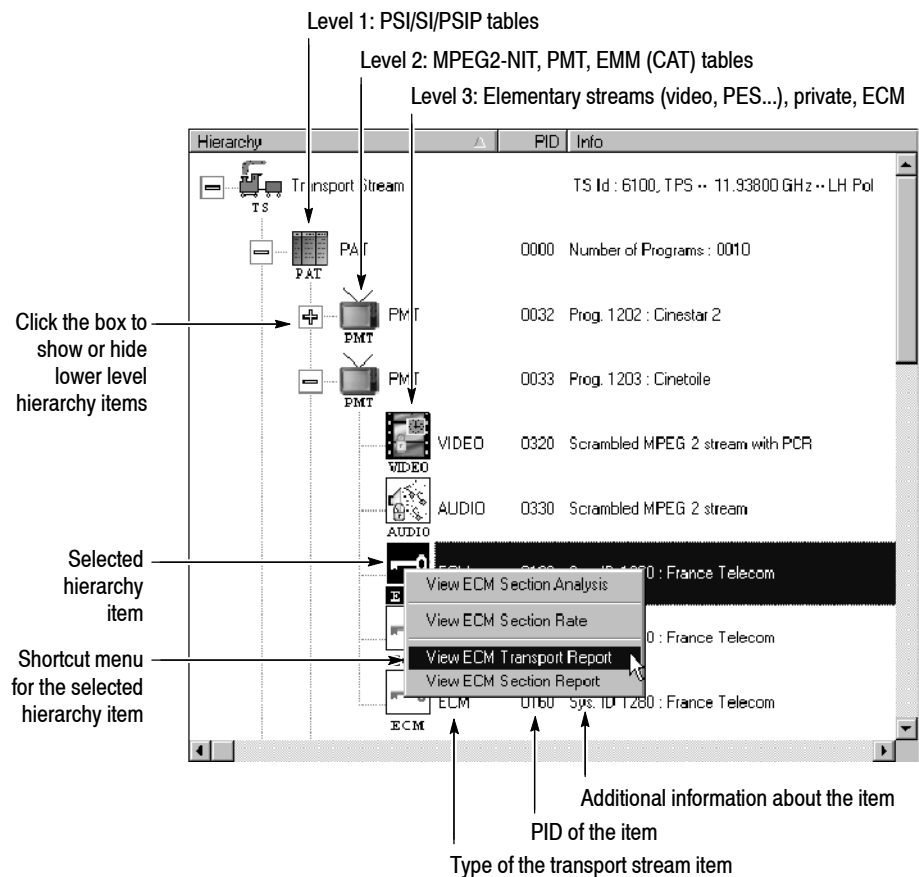 Level 1: PSI/SI/PSIP tables
Level 2: MPEG2-NIT, PMT, EMM (CAT) tables
Level 3: Elementary streams (video, PES...), private, ECM
Hierarchy PID Info
Transport Stream TS Id : 6100, TPS -- 11.93800 GHz -- LH Pol
TS
PAT 0000 Number of Programs : 0010
PAT
Click the box to
show or hide
lower level
hierarchy items
PMT 0032 Prog. 1202 : Cinestar 2
PMT
PMT 0033 Prog. 1203 : Cinetoile
PMT
VIDEO 0320 Scrambled MPEG 2 stream with PCR
VIDEO
AUDIO 0330 Scrambled MPEG 2 stream
AUDIO
Selected
hierarchy
item
: France Telecom
View ECM Section Analysis
View ECM Section Rate
0 : France Telecom
Shortcut menu
for the selected
hierarchy item
View ECM Transport Report
View ECM Section Report
ECM 0160 Sys. ID 1280 : France Telecom
ECM
Additional information about the item
PID of the item
Type of the transport stream item